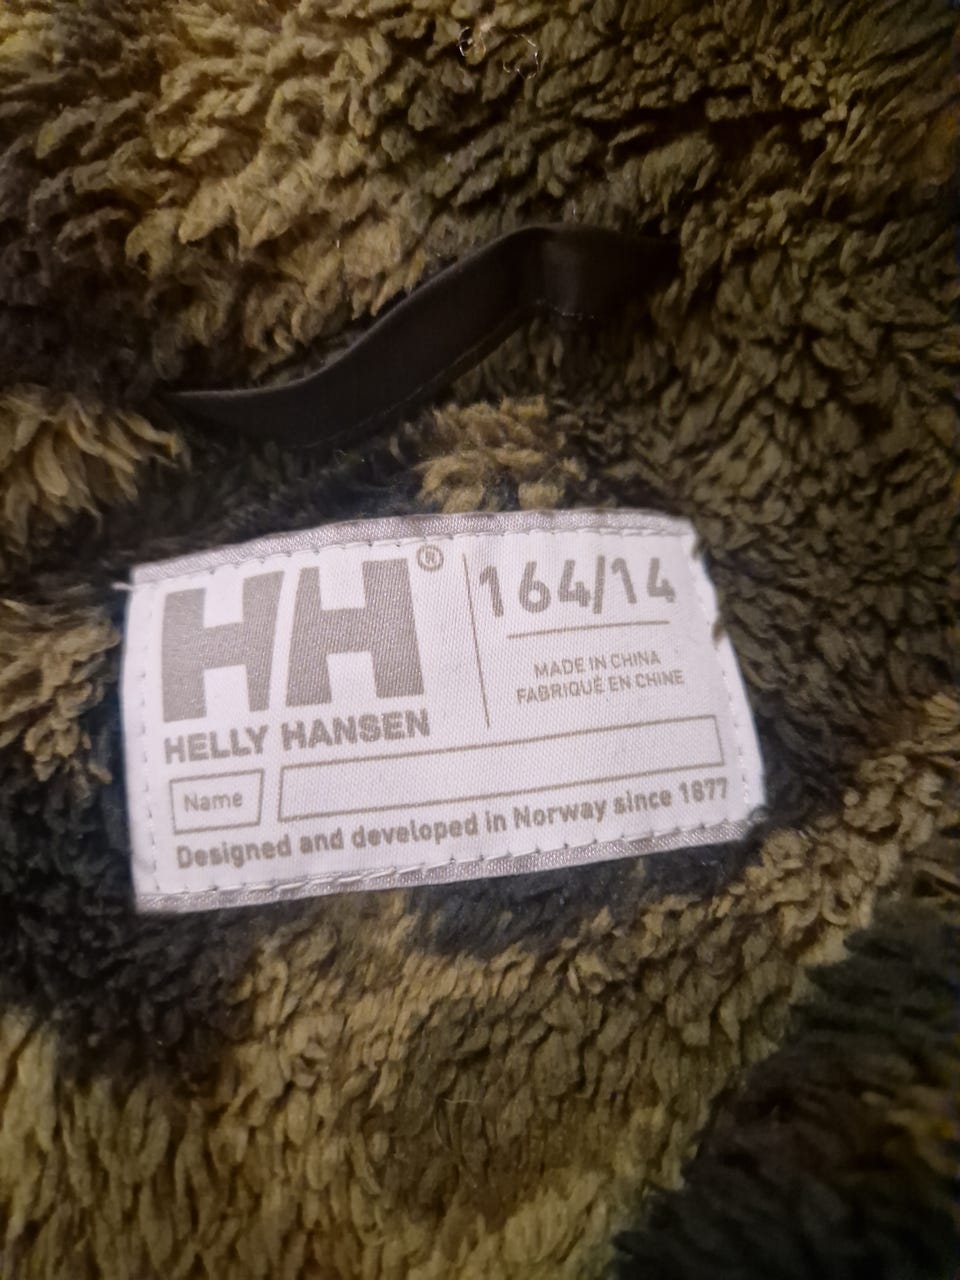 HH®
164/14
MADE IN CHINA
FABRIQUÉ EN CHINE
HELLY HANSEN
Name
Designed and developed in Norway since 1877